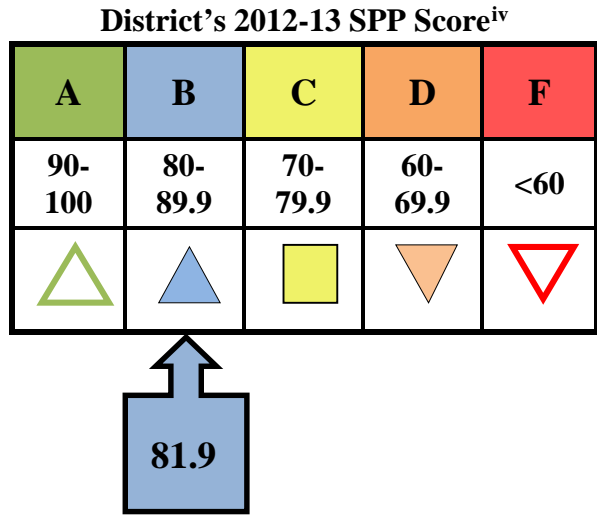 District's 2012-13 SPP Scoreⁱᵛ
A B C D F
90- 80- 70- 60- <60
100 89.9 79.9 69.9
81.9